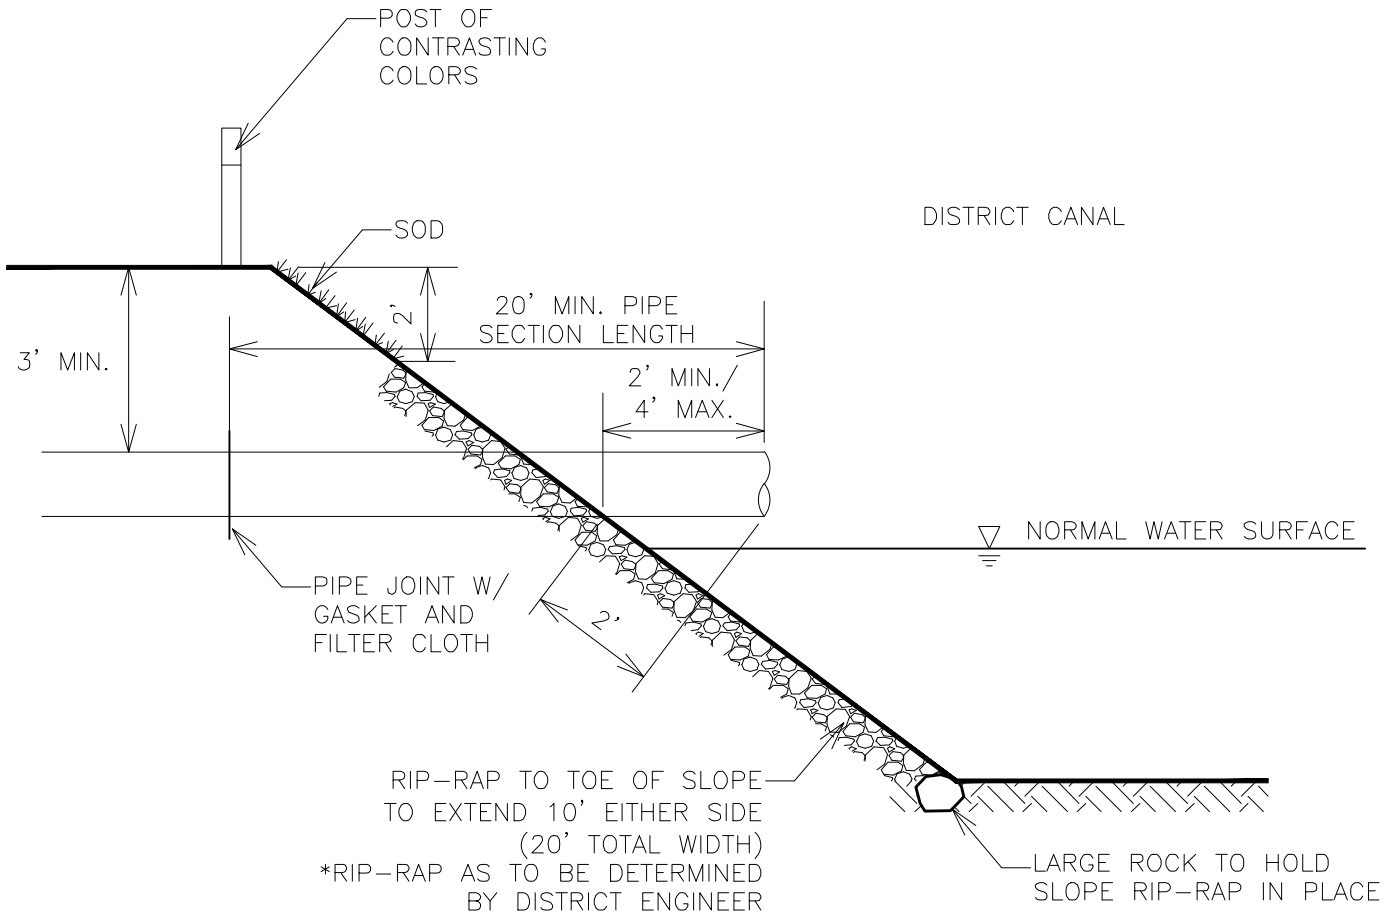 POST OF
CONTRASTING
COLORS
SOD
DISTRICT CANAL
2'
20' MIN. PIPE
SECTION LENGTH
3' MIN.
2' MIN./
4' MAX.
NORMAL WATER SURFACE
PIPE JOINT W/
GASKET AND
FILTER CLOTH
2'
RIP-RAP TO TOE OF SLOPE
TO EXTEND 10' EITHER SIDE
(20' TOTAL WIDTH)
*RIP-RAP AS TO BE DETERMINED
BY DISTRICT ENGINEER
LARGE ROCK TO HOLD
SLOPE RIP-RAP IN PLACE